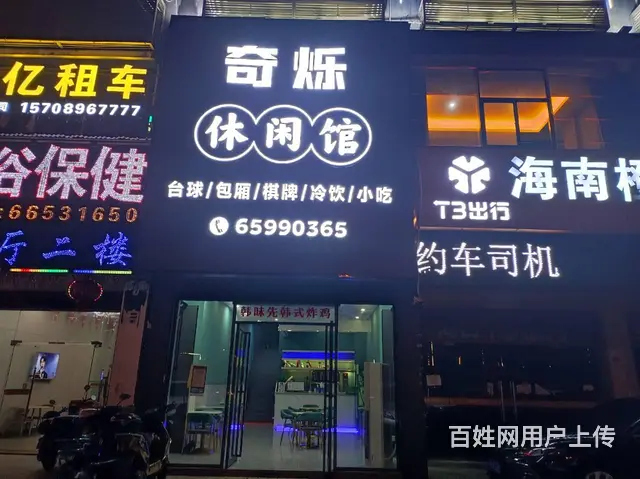 亿租车
15708967777
保健
66531650
厅二楼
奇烁
休闲馆
台球/包厢/棋牌/冷饮/小吃
65990365
韩味先韩式炸鸡
T3出行
海南
约车司机
百姓网用户上传